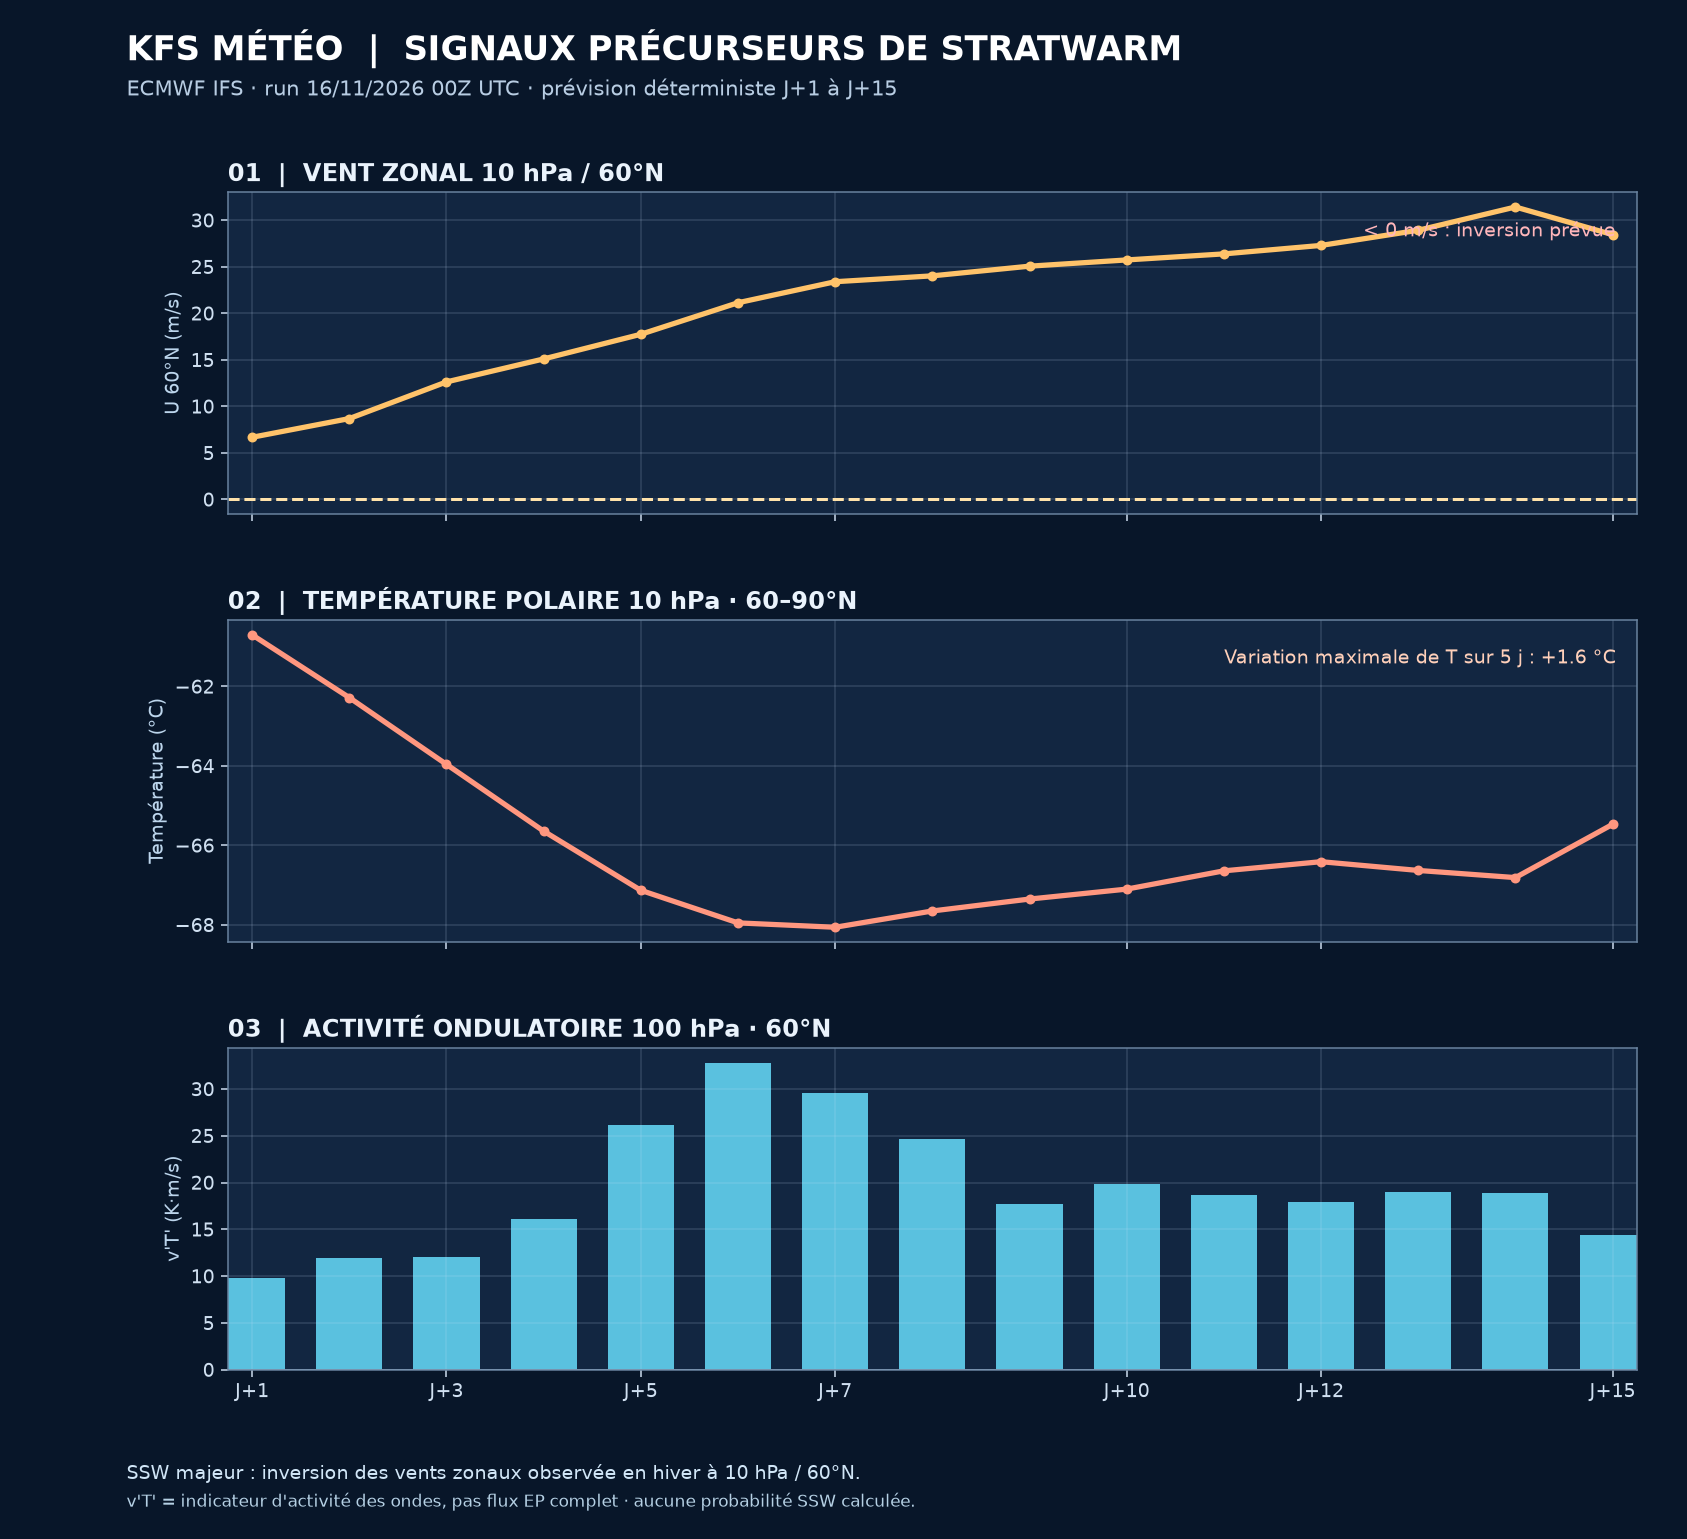 KFS MÉTÉO | SIGNAUX PRÉCURSEURS DE STRATWARM
ECMWF IFS · run 16/11/2026 00Z UTC · prévision déterministe J+1 à J+15
01 | VENT ZONAL 10 hPa / 60°N
< 0 m/s : inversion prévue
U 60°N (m/s)
30
25
20
15
10
5
0
02 | TEMPÉRATURE POLAIRE 10 hPa · 60–90°N
Variation maximale de T sur 5 j : +1.6 °C
Température (°C)
−62
−64
−66
−68
03 | ACTIVITÉ ONDULATOIRE 100 hPa · 60°N
v'T' (K·m/s)
30
25
20
15
10
5
0
J+1 J+3 J+5 J+7 J+10 J+12 J+15
SSW majeur : inversion des vents zonaux observée en hiver à 10 hPa / 60°N.
v'T' = indicateur d'activité des ondes, pas flux EP complet · aucune probabilité SSW calculée.